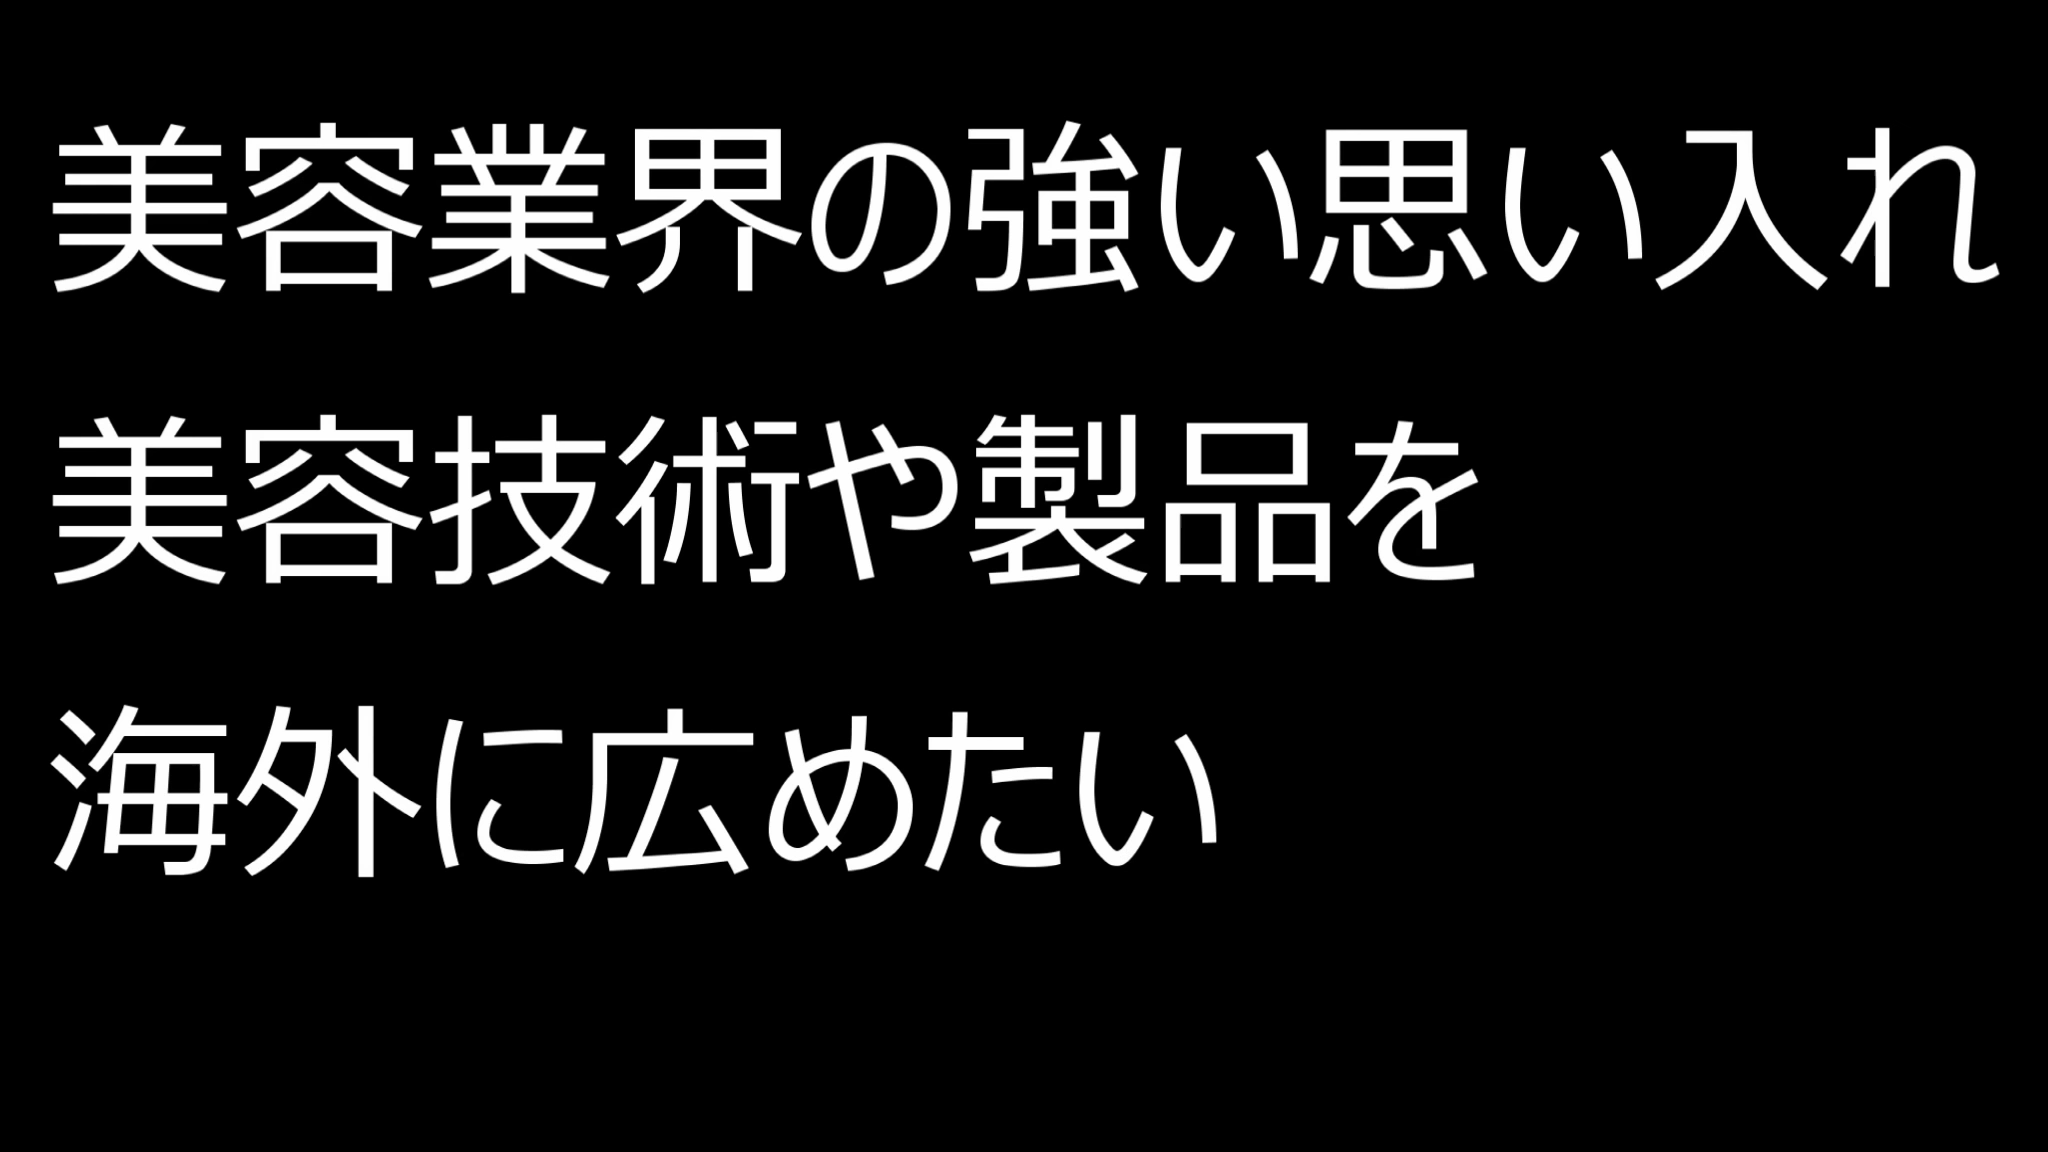 美容業界の強い思い入れ
美容技術や製品を
海外に広めたい